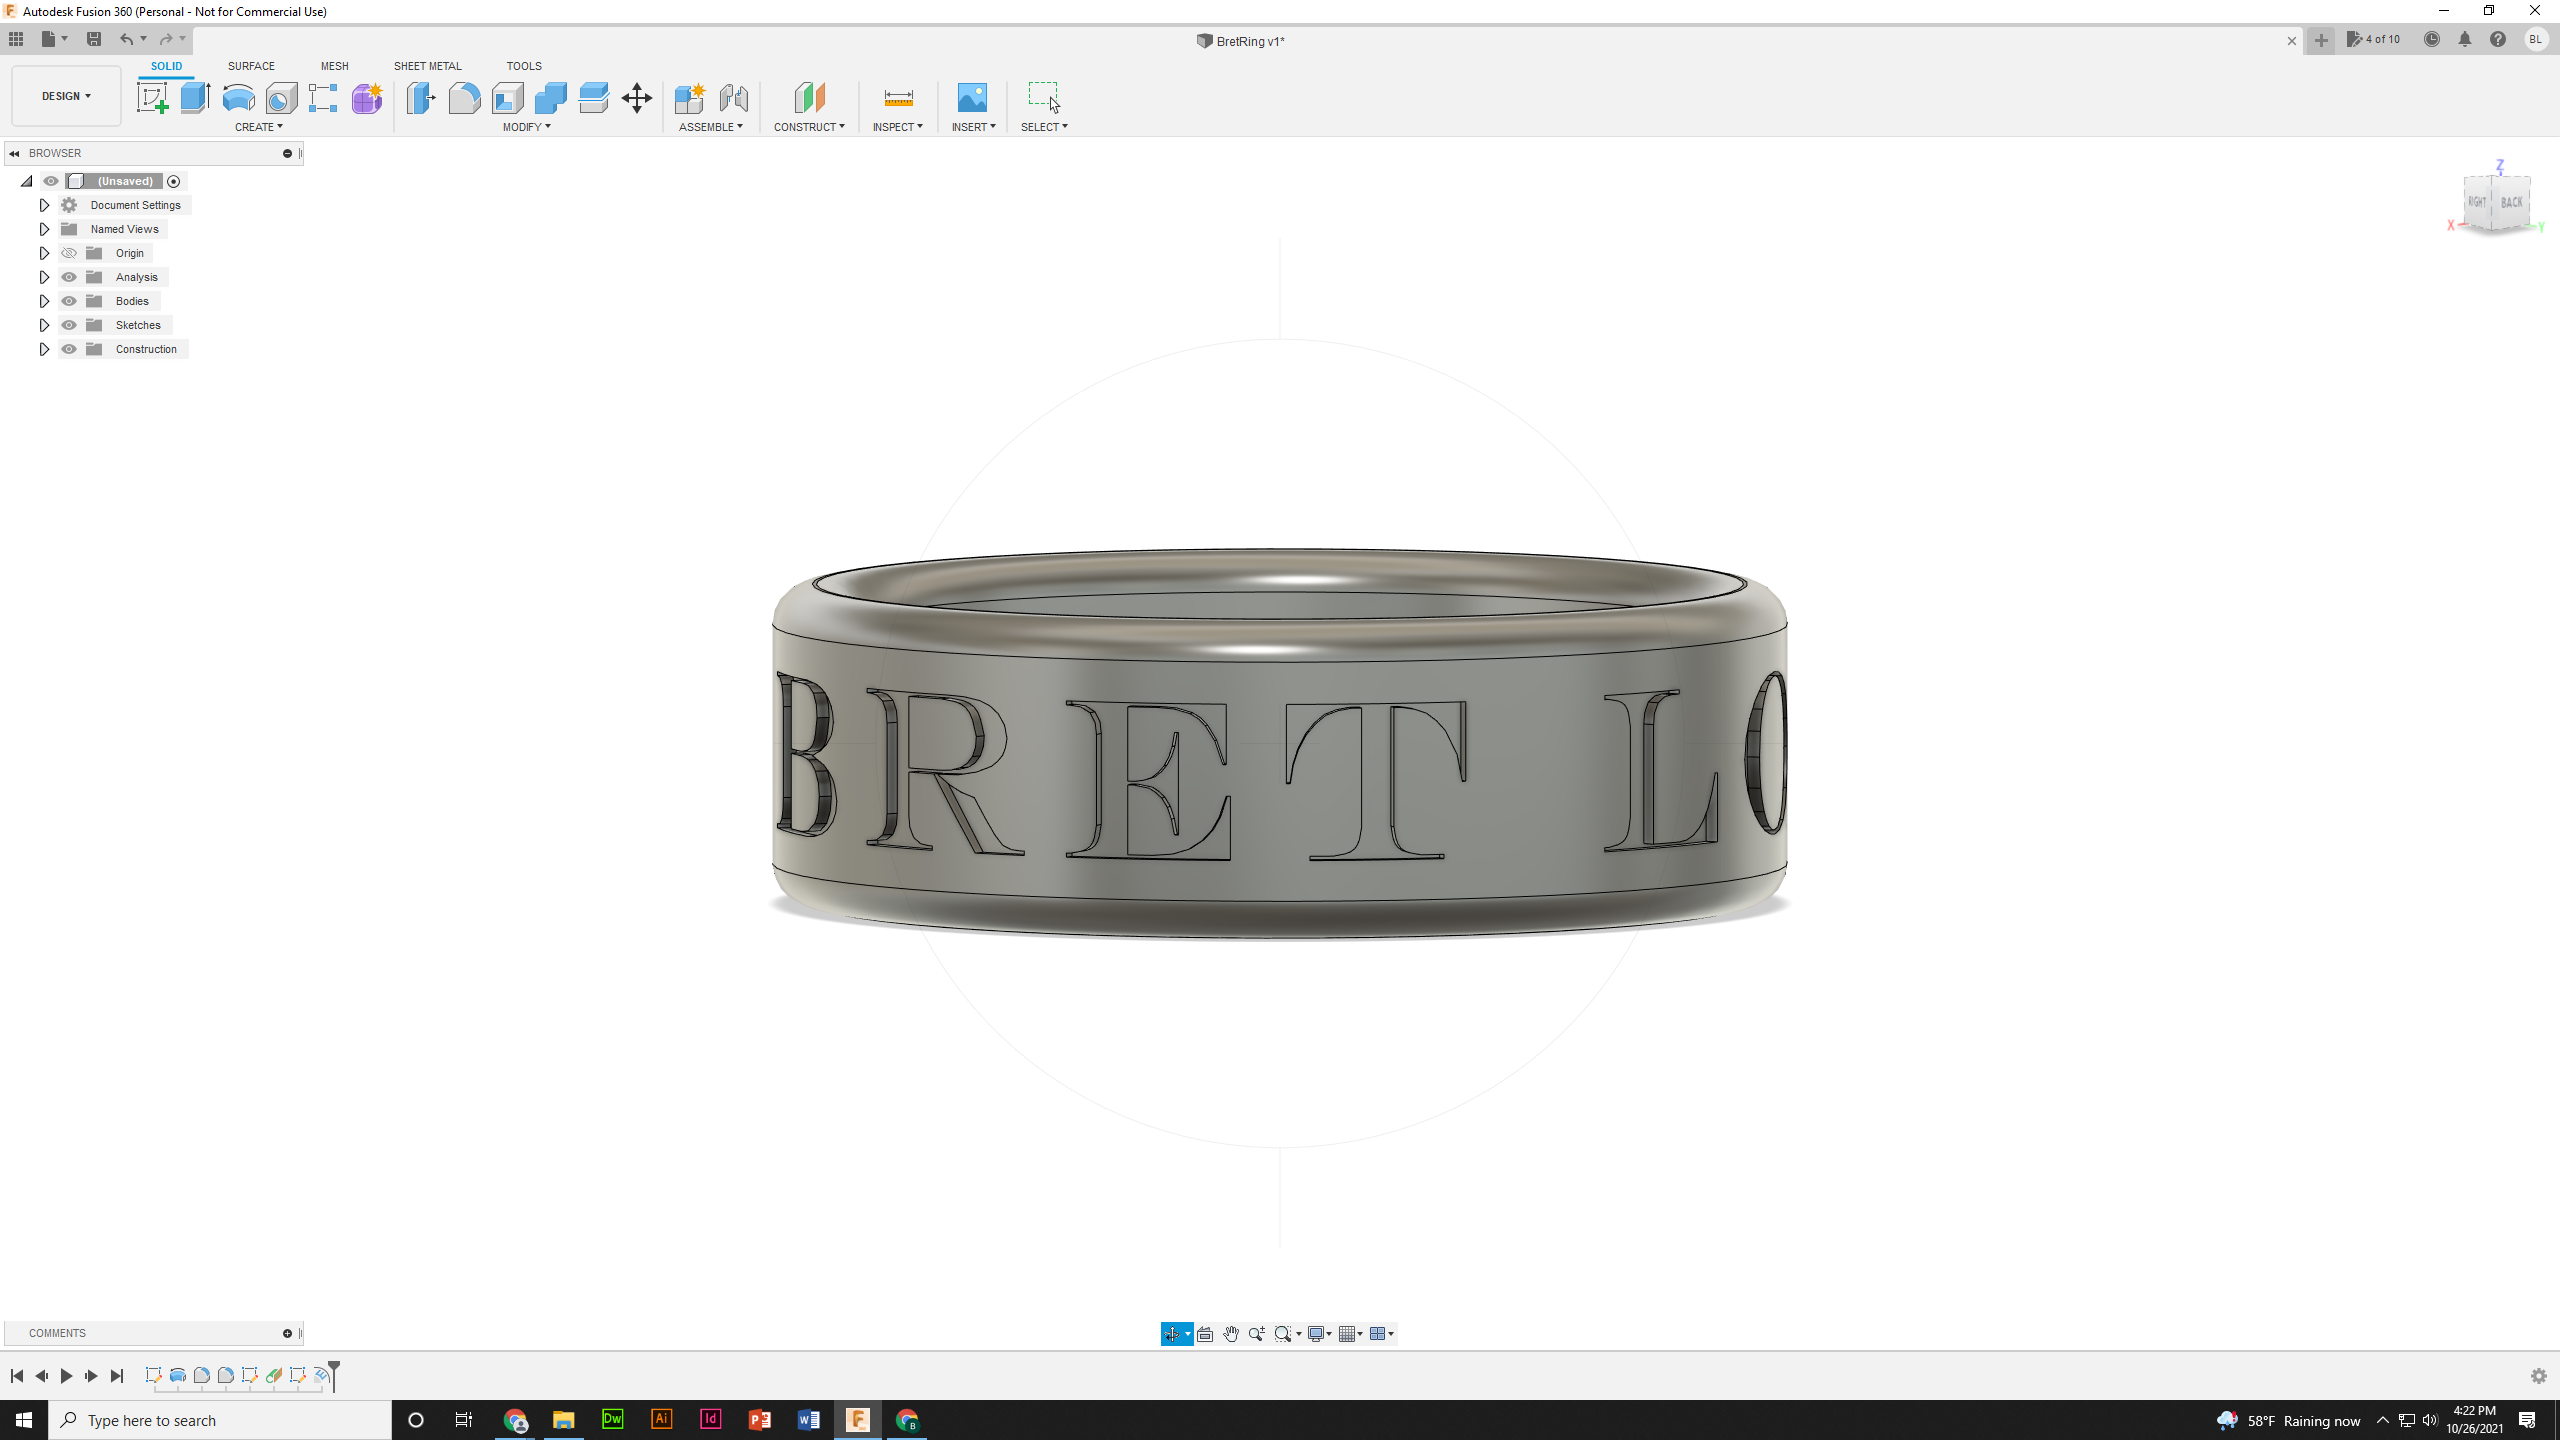 Autodesk Fusion 360 (Personal - Not for Commercial Use)
BretRing v1*
4 of 10
BL
DESIGN
SOLID SURFACE MESH SHEET METAL TOOLS
CREATE MODIFY ASSEMBLE CONSTRUCT INSPECT INSERT SELECT
BROWSER
(Unsaved)
Document Settings
Named Views
Origin
Analysis
Bodies
Sketches
Construction
Z
RIGHT BACK
X Y
BRET LO
COMMENTS
Type here to search
Dw
Ai
Id
P
W
F
B
58°F Raining now
4:22 PM
10/26/2021